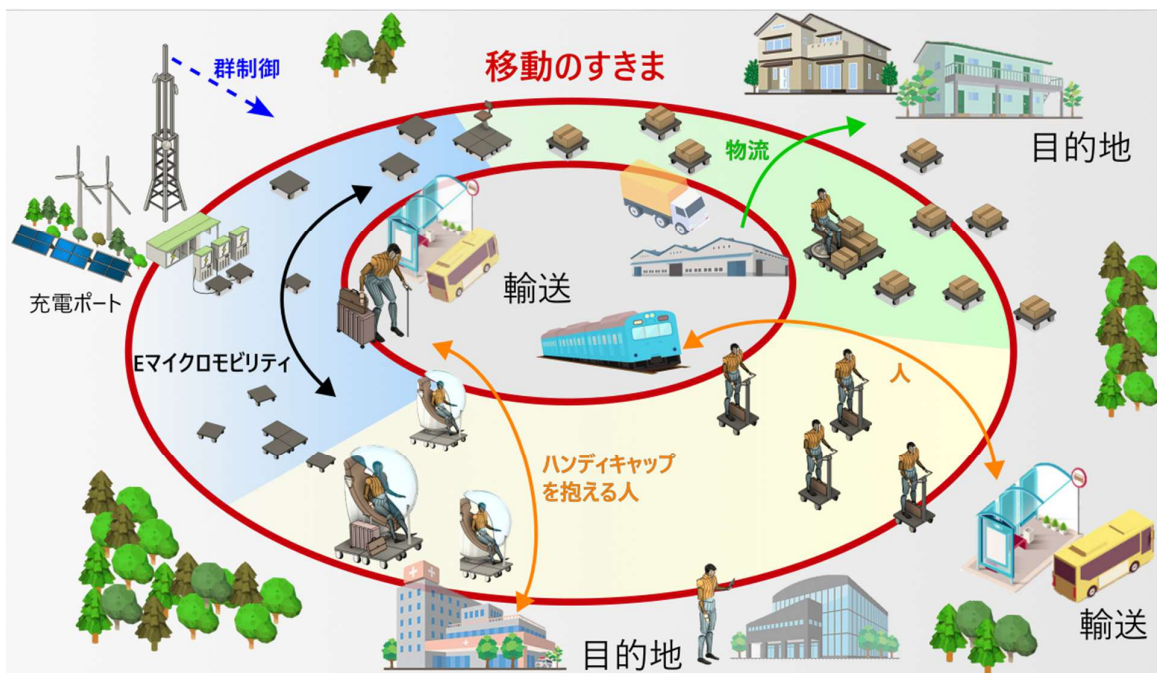 移動のすきま
群制御
物流
目的地
充電ポート
輸送
Eマイクロモビリティ
人
ハンディキャップ
を抱える人
目的地
輸送